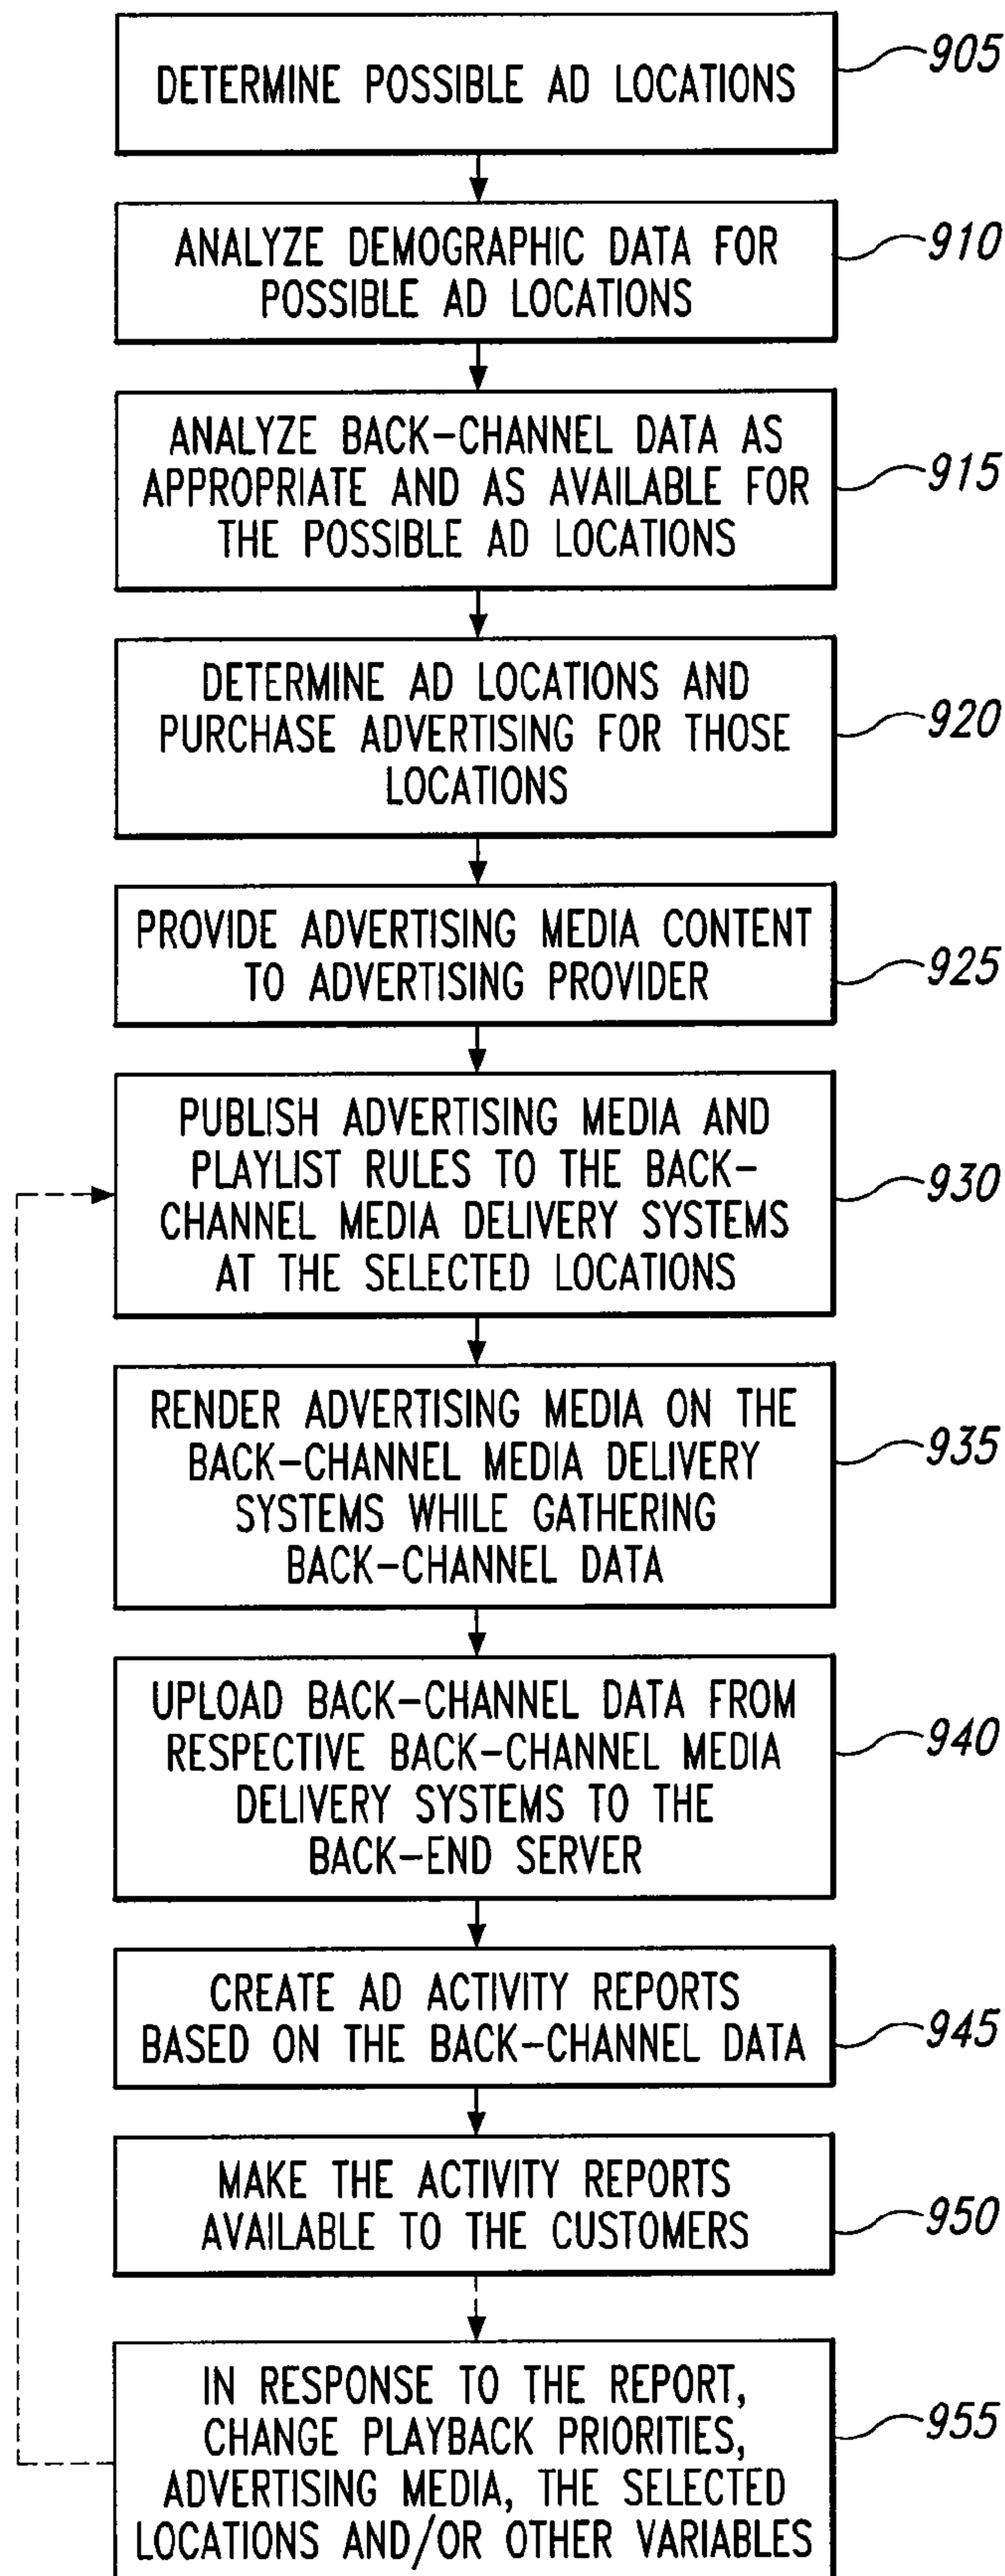 DETERMINE POSSIBLE AD LOCATIONS
905
ANALYZE DEMOGRAPHIC DATA FOR
POSSIBLE AD LOCATIONS
910
ANALYZE BACK-CHANNEL DATA AS
APPROPRIATE AND AS AVAILABLE FOR
THE POSSIBLE AD LOCATIONS
915
DETERMINE AD LOCATIONS AND
PURCHASE ADVERTISING FOR THOSE
LOCATIONS
920
PROVIDE ADVERTISING MEDIA CONTENT
TO ADVERTISING PROVIDER
925
PUBLISH ADVERTISING MEDIA AND
PLAYLIST RULES TO THE BACK-
CHANNEL MEDIA DELIVERY SYSTEMS
AT THE SELECTED LOCATIONS
930
RENDER ADVERTISING MEDIA ON THE
BACK-CHANNEL MEDIA DELIVERY
SYSTEMS WHILE GATHERING
BACK-CHANNEL DATA
935
UPLOAD BACK-CHANNEL DATA FROM
RESPECTIVE BACK-CHANNEL MEDIA
DELIVERY SYSTEMS TO THE
BACK-END SERVER
940
CREATE AD ACTIVITY REPORTS
BASED ON THE BACK-CHANNEL DATA
945
MAKE THE ACTIVITY REPORTS
AVAILABLE TO THE CUSTOMERS
950
IN RESPONSE TO THE REPORT,
CHANGE PLAYBACK PRIORITIES,
ADVERTISING MEDIA, THE SELECTED
LOCATIONS AND/OR OTHER VARIABLES
955